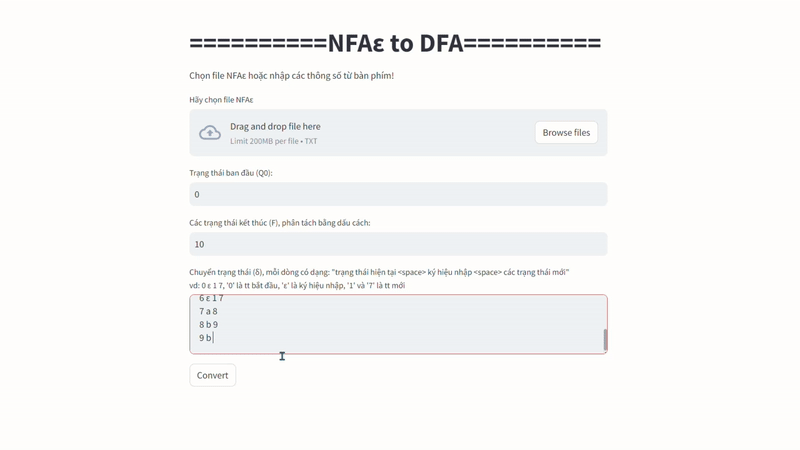 ==========NFAε to DFA==========
Chọn file NFAε hoặc nhập các thông số từ bàn phím!
Hãy chọn file NFAε
Drag and drop file here
Limit 200MB per file • TXT
Browse files
Trạng thái ban đầu (Q0):
0
Các trạng thái kết thúc (F), phân tách bằng dấu cách:
10
Chuyển trạng thái (δ), mỗi dòng có dạng: "trạng thái hiện tại <space> ký hiệu nhập <space> các trạng thái mới"
vd: 0 ε 1 7, '0' là tt bắt đầu, 'ε' là ký hiệu nhập, '1' và '7' là tt mới
6 ε 1 7
7 a 8
8 b 9
9 b
Convert